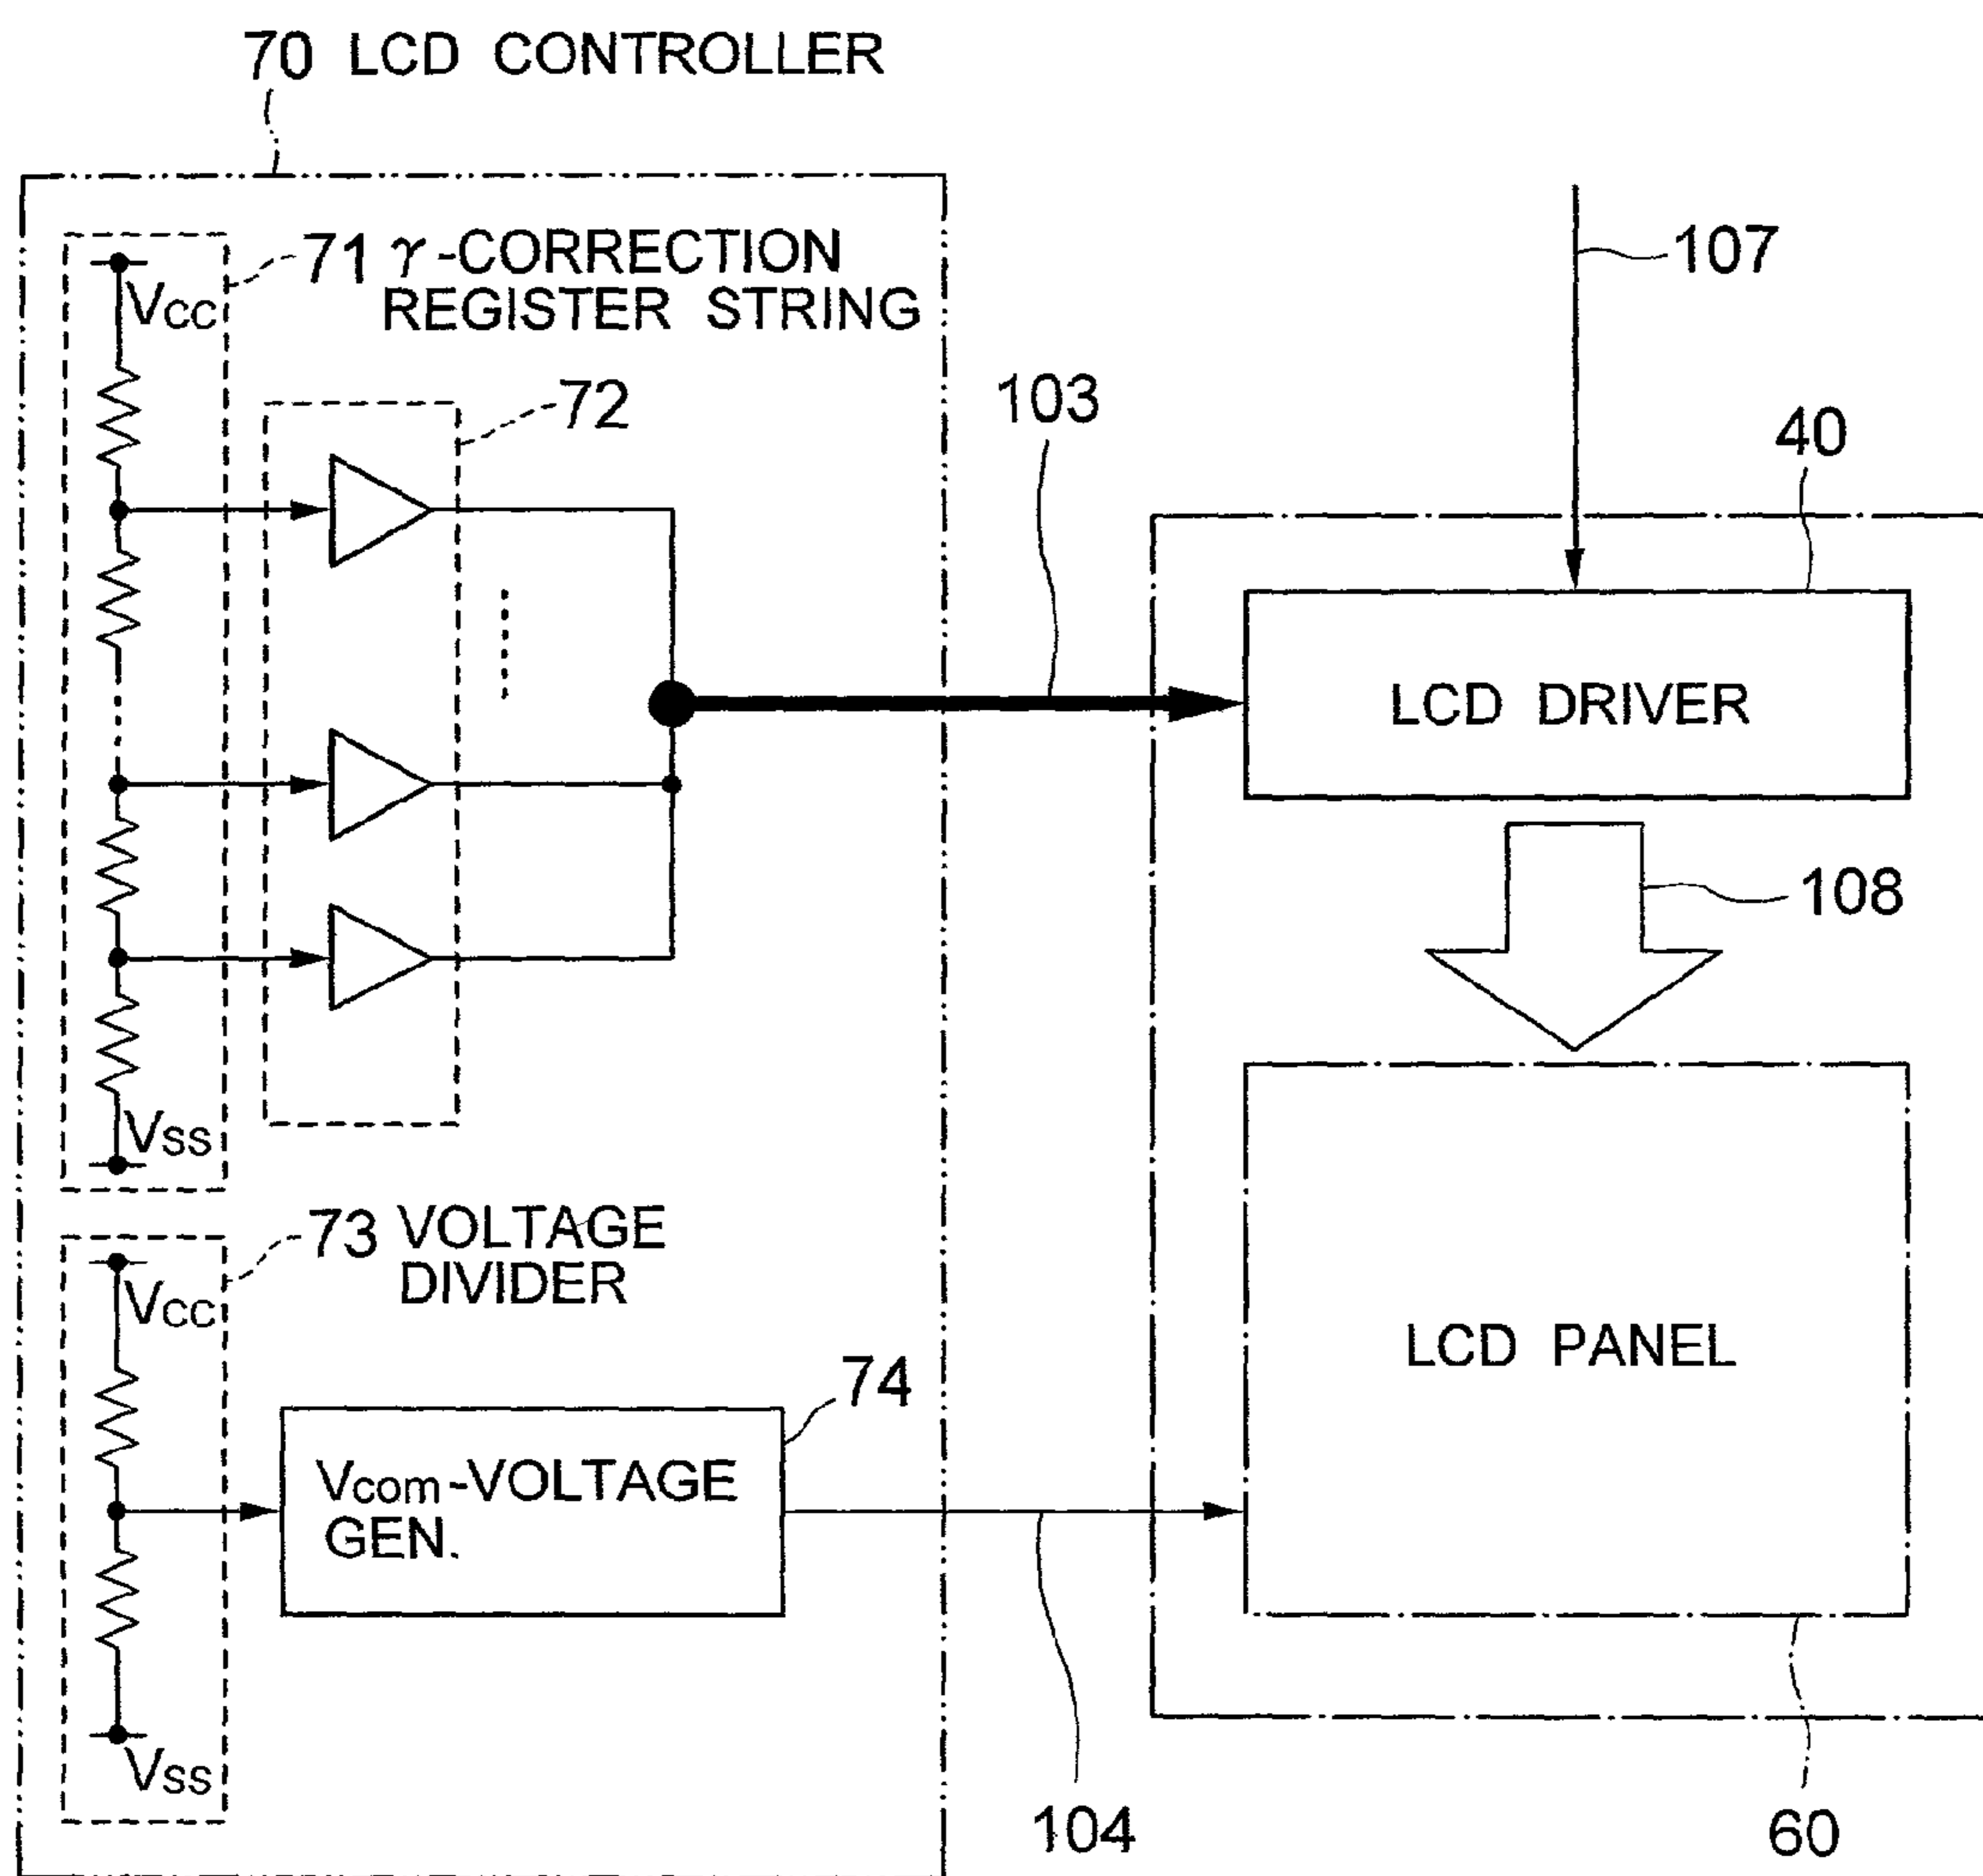 70 LCD CONTROLLER
71 γ-CORRECTION
REGISTER STRING
VCC
72
103
107
40
LCD DRIVER
108
VSS
73 VOLTAGE
DIVIDER
VCC
74
Vcom-VOLTAGE
GEN.
LCD PANEL
VSS
104
60